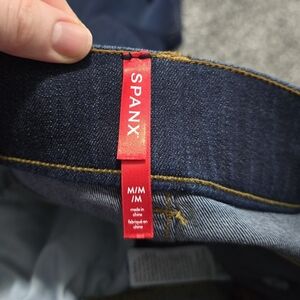 SPANX
M/M
/M
made in
china
fabriqué en
chine